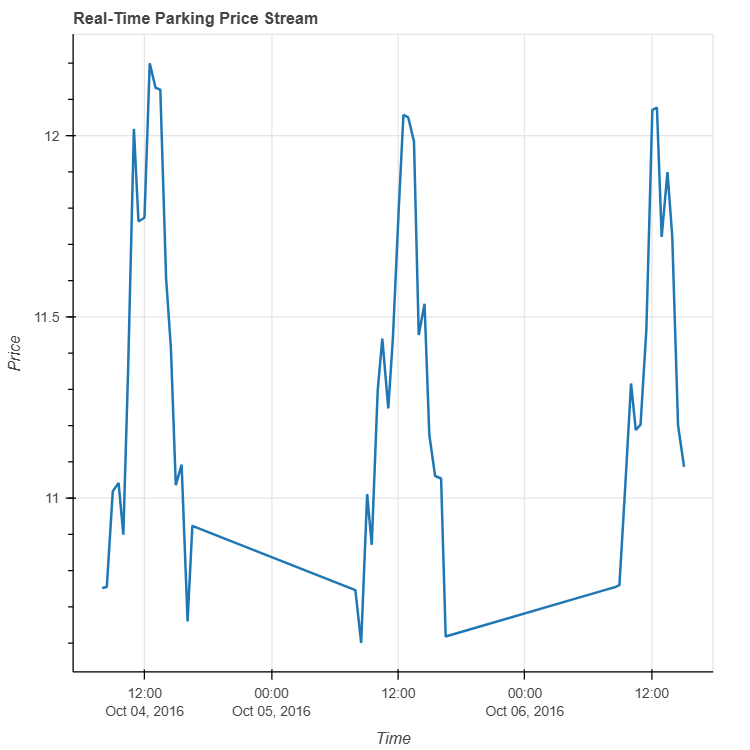 Real-Time Parking Price Stream
Price
12
11.5
11
12:00
Oct 04, 2016
00:00
Oct 05, 2016
12:00
00:00
Oct 06, 2016
12:00
Time